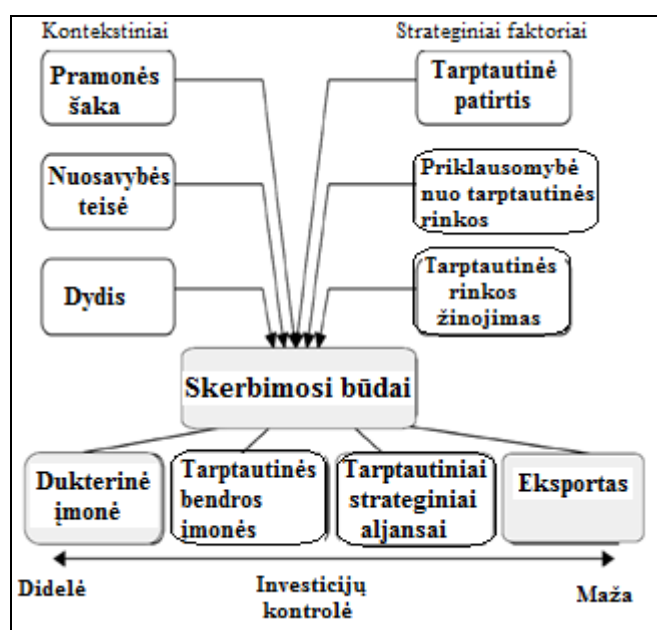 Kontekstiniai
Strateginiai faktoriai
Pramonės
šaka
Tarptautinė
patirtis
Nuosavybės
teisė
Priklausomybė
nuo tarptautinės
rinkos
Dydis
Tarptautinės
rinkos
žinojimas
Skerbimosi būdai
Dukterinė
įmonė
Tarptautinės
bendros
įmonės
Tarptautiniai
strateginiai
aljansai
Eksportas
Didelė
Investicijų
kontrolė
Maža